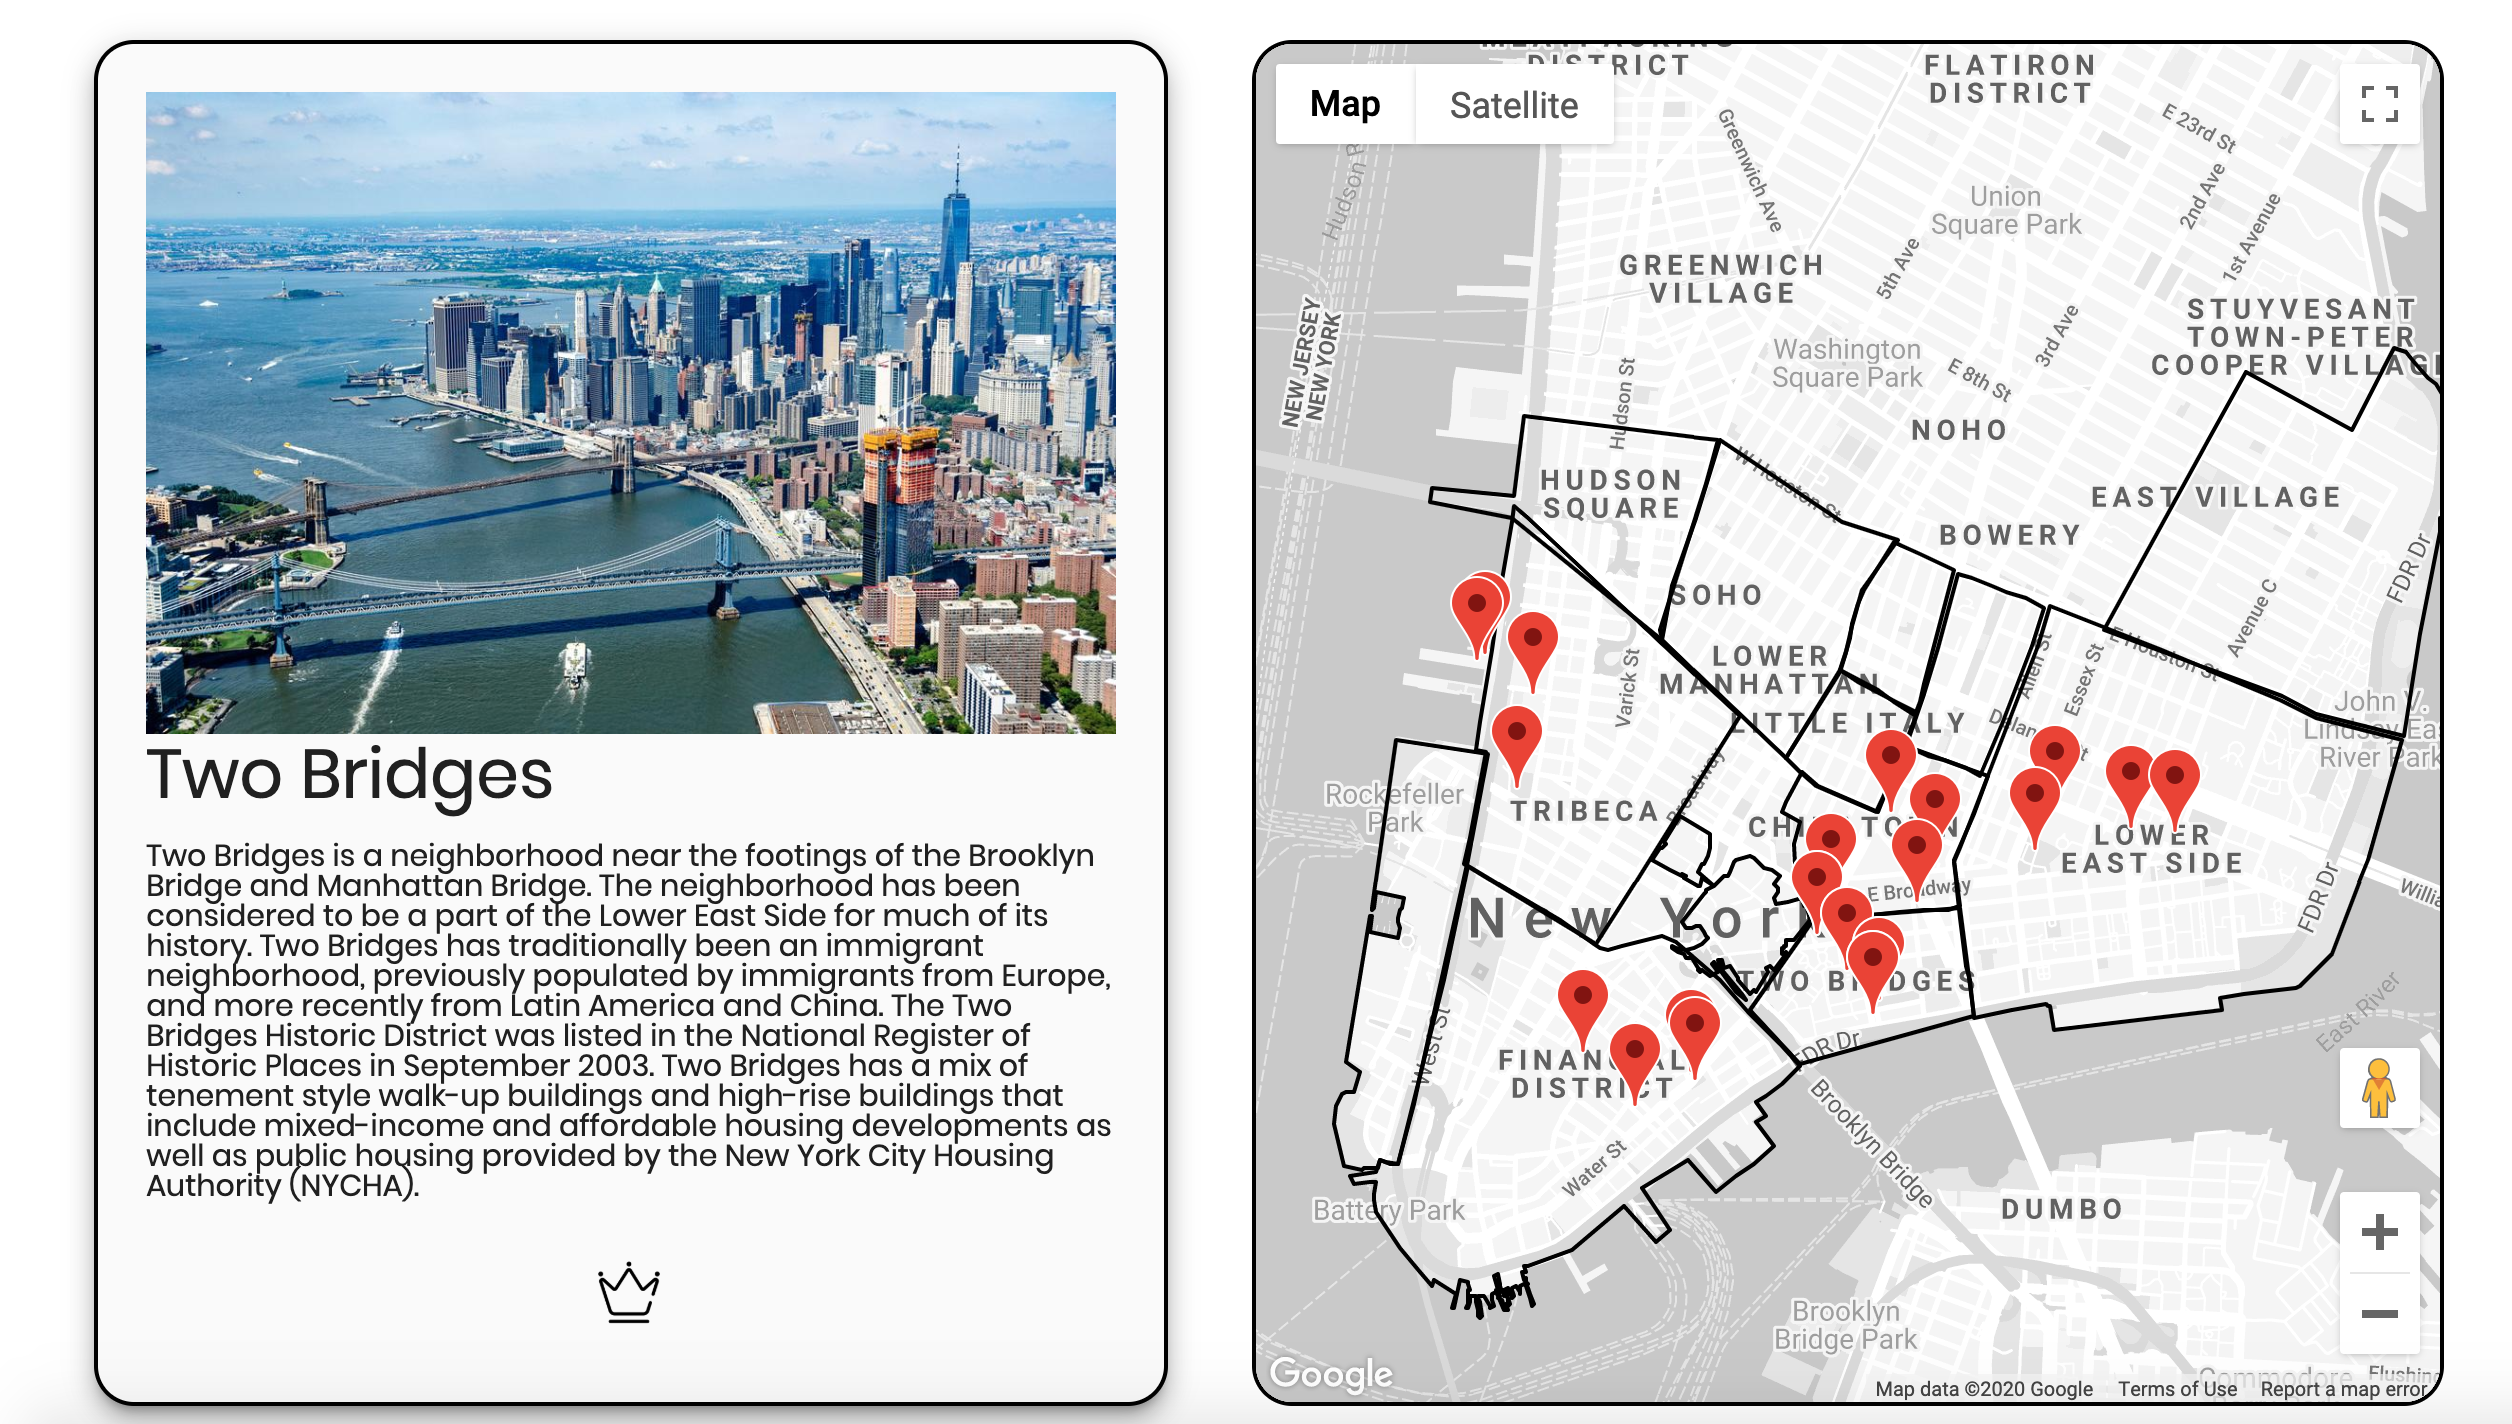 Two Bridges
Two Bridges is a neighborhood near the footings of the Brooklyn
Bridge and Manhattan Bridge. The neighborhood has been
considered to be a part of the Lower East Side for much of its
history. Two Bridges has traditionally been an immigrant
neighborhood, previously populated by immigrants from Europe,
and more recently from Latin America and China. The Two
Bridges Historic District was listed in the National Register of
Historic Places in September 2003. Two Bridges has a mix of
tenement style walk-up buildings and high-rise buildings that
include mixed-income and affordable housing developments as
well as public housing provided by the New York City Housing
Authority (NYCHA).
DISTRICT
Map
Satellite
FLATIRON
DISTRICT
E 23rd St
Greenwich Ave
Hudson
Union
Square Park
2nd Ave
1st Avenue
5th Ave
GREENWICH
VILLAGE
3rd Ave
STUYVESANT
TOWN-PETER
COOPER VILLAGE
NEW JERSEY
NEW YORK
Washington
Square Park
E 8th St
Hudson St
NOHO
W Houston St
HUDSON
SQUARE
EAST VILLAGE
BOWERY
FDR Dr
Avenue C
SOHO
Allen St
Essex St
E Houston St
LOWER
MANHATTAN
Varick St
LITTLE ITALY
John V.
Lindsay Ea
River Park
Broadway
Rockefeller
Park
TRIBECA
LOWER
EAST SIDE
E Broadway
FDR Dr
Willia
New York
TWO BRIDGES
East River
West St
FINANCIAL
DISTRICT
FDR Dr
Brooklyn Bridge
Water St
Battery Park
DUMBO
Brooklyn
Bridge Park
Commodore
Flushin
Google
Map data ©2020 Google
Terms of Use
Report a map error